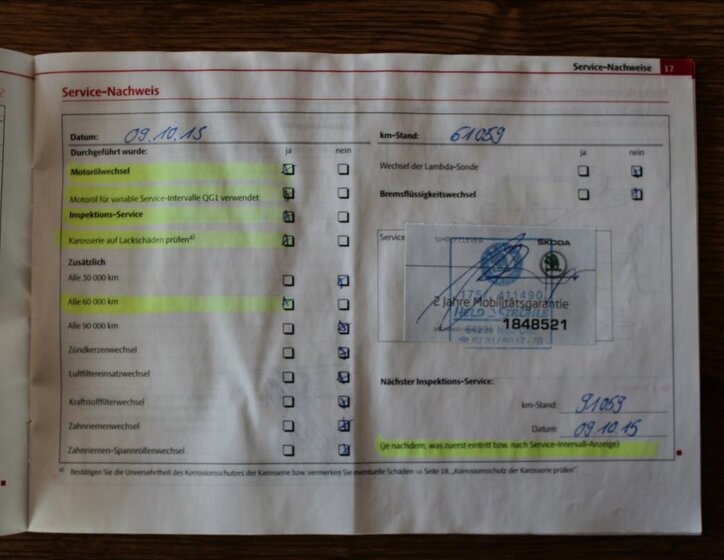 Service-Nachweise 17
Service-Nachweis
Datum: 09.10.15
Durchgeführt wurde: ja nein
Motorölwechsel
Motoröl für variable Service-Intervalle QG1 verwendet
Inspektions-Service
Karosserie auf Lackschäden prüfen a)
Zusätzlich
Alle 30 000 km
Alle 60 000 km
Alle 90 000 km
Zündkerzenwechsel
Luftfiltereinsatzwechsel
Kraftstofffilterwechsel
Zahnriemenwechsel
Zahnriemen-Spannrollenwechsel
km-Stand: 61059
ja nein
Wechsel der Lambda-Sonde
Bremsflüssigkeitswechsel
Service
SIMPLY CLEVER SKODA
2 Jahre Mobilitätsgarantie
HELD STRÖHLE
1848521
Nächster Inspektions-Service:
km-Stand: 91059
Datum: 09.10.15
(je nachdem, was zuerst eintritt bzw. nach Service-Intervall-Anzeige)
a) Bestätigen Sie die Unversehrtheit des Korrosionsschutzes der Karosserie bzw. vermerken Sie eventuelle Schäden ⇒ Seite 18, „Korrosionsschutz der Karosserie prüfen".